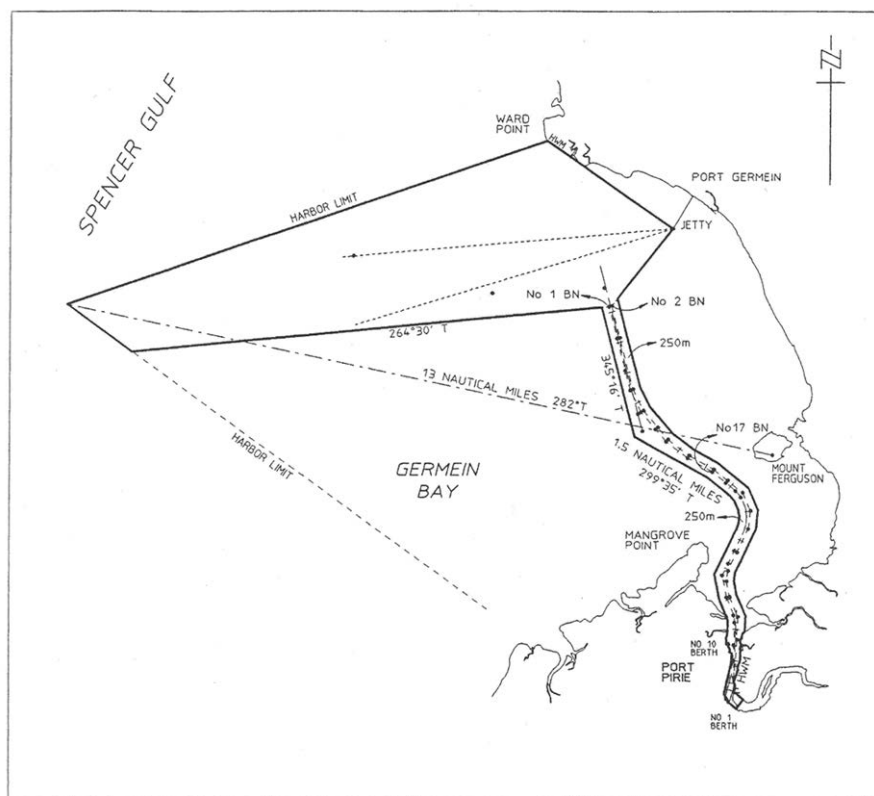 SPENCER GULF
N
WARD
POINT
HWM
PORT GERMEIN
HARBOR LIMIT
JETTY
No 1 BN
No 2 BN
264°30' T
250m
345°16' T
13 NAUTICAL MILES 282°T
No17 BN
HARBOR LIMIT
1.5 NAUTICAL MILES
299°35' T
MOUNT
FERGUSON
GERMEIN
BAY
250m
MANGROVE
POINT
NO 10
BERTH
HWM
PORT
PIRIE
NO 1
BERTH